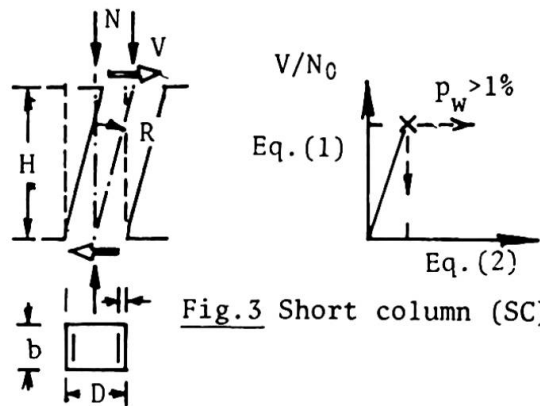 N
V
H
R
b
D
V/N0
pw>1%
Eq.(1)
Eq.(2)
Fig.3 Short column (SC)